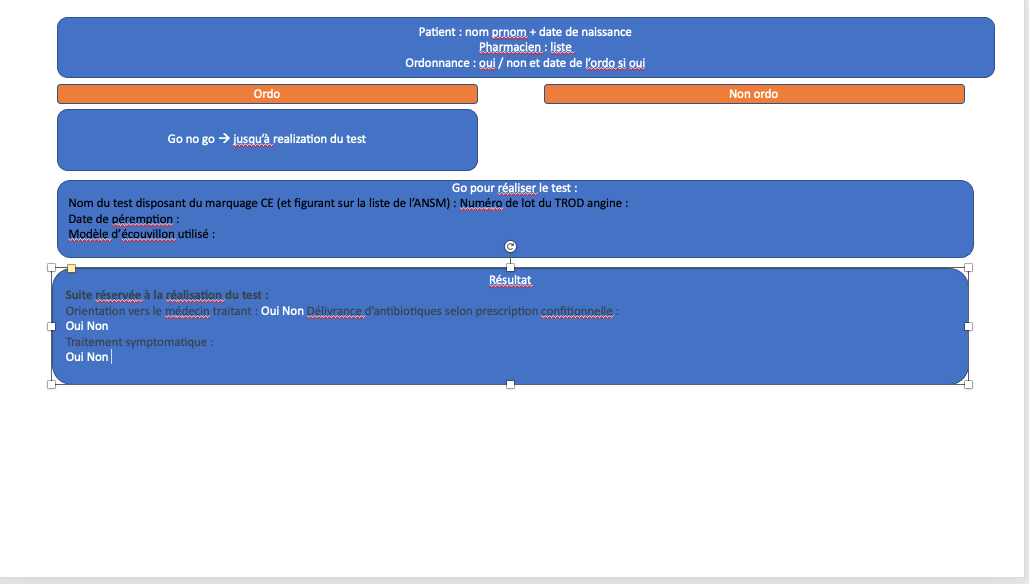 Patient : nom prnom + date de naissance
Pharmacien : liste
Ordonnance : oui / non et date de l'ordo si oui
Ordo
Non ordo
Go no go → jusqu'à realization du test
Go pour réaliser le test :
Nom du test disposant du marquage CE (et figurant sur la liste de l'ANSM) : Numéro de lot du TROD angine :
Date de péremption :
Modèle d'écouvillon utilisé :
Résultat
Suite réservée à la réalisation du test :
Orientation vers le médecin traitant : Oui Non Délivrance d'antibiotiques selon prescription confitionnelle :
Oui Non
Traitement symptomatique :
Oui Non